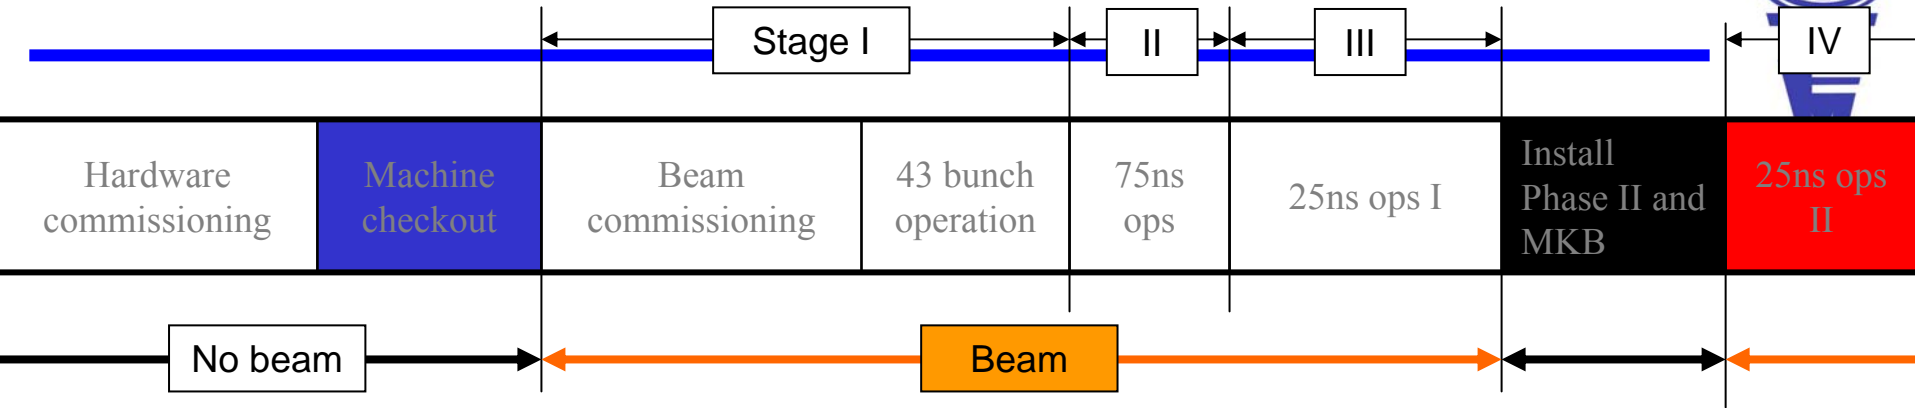 Stage I
II
III
IV
Hardware
commissioning
Machine
checkout
Beam
commissioning
43 bunch
operation
75ns
ops
25ns ops I
Install
Phase II and
MKB
25ns ops
II
No beam
Beam